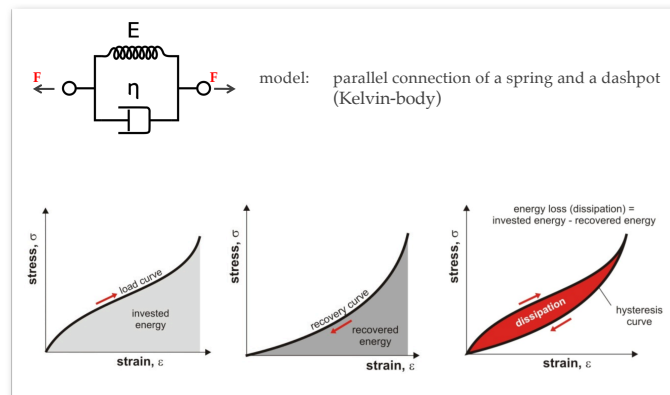 E
F
F
η
model: parallel connection of a spring and a dashpot
(Kelvin-body)
stress, σ
load curve
invested
energy
strain, ε
stress, σ
recovery curve
recovered
energy
strain, ε
energy loss (dissipation) =
invested energy - recovered energy
stress, σ
dissipation
hysteresis
curve
strain, ε